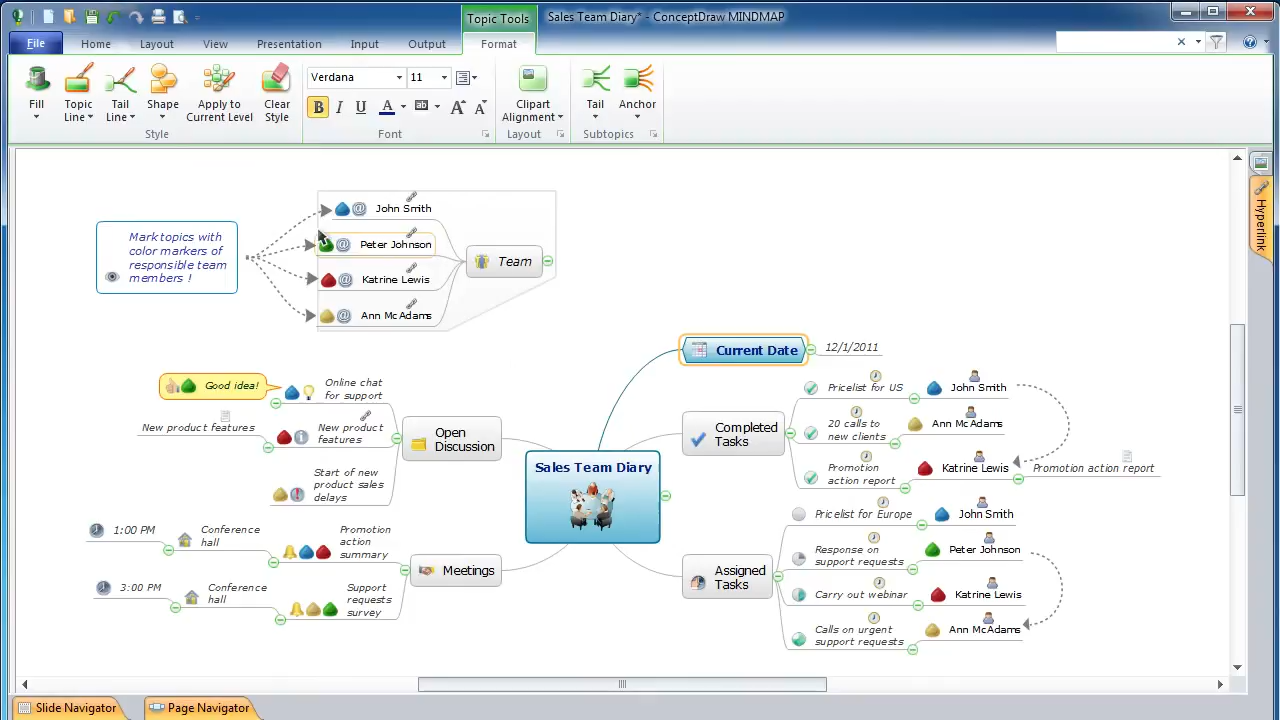 Topic Tools
Sales Team Diary* - ConceptDraw MINDMAP
File
Home
Layout
View
Presentation
Input
Output
Format
Fill
Topic
Line
Tail
Line
Shape
Apply to
Current Level
Clear
Style
Style
Verdana
11
B I U A ab A A
Font
Clipart
Alignment
Layout
Tail
Anchor
Subtopics
Hyperlink
Mark topics with
color markers of
responsible team
members !
@ John Smith
@ Peter Johnson
@ Katrine Lewis
@ Ann McAdams
Team
Current Date
12/1/2011
Good idea!
Online chat
for support
New product features
New product
features
Start of new
product sales
delays
Open
Discussion
Sales Team Diary
Completed
Tasks
Pricelist for US
John Smith
20 calls to
new clients
Ann McAdams
Promotion
action report
Katrine Lewis
Promotion action report
1:00 PM
Conference
hall
Promotion
action
summary
3:00 PM
Conference
hall
Support
requests
survey
Meetings
Assigned
Tasks
Pricelist for Europe
John Smith
Response on
support requests
Peter Johnson
Carry out webinar
Katrine Lewis
Calls on urgent
support requests
Ann McAdams
Slide Navigator
Page Navigator